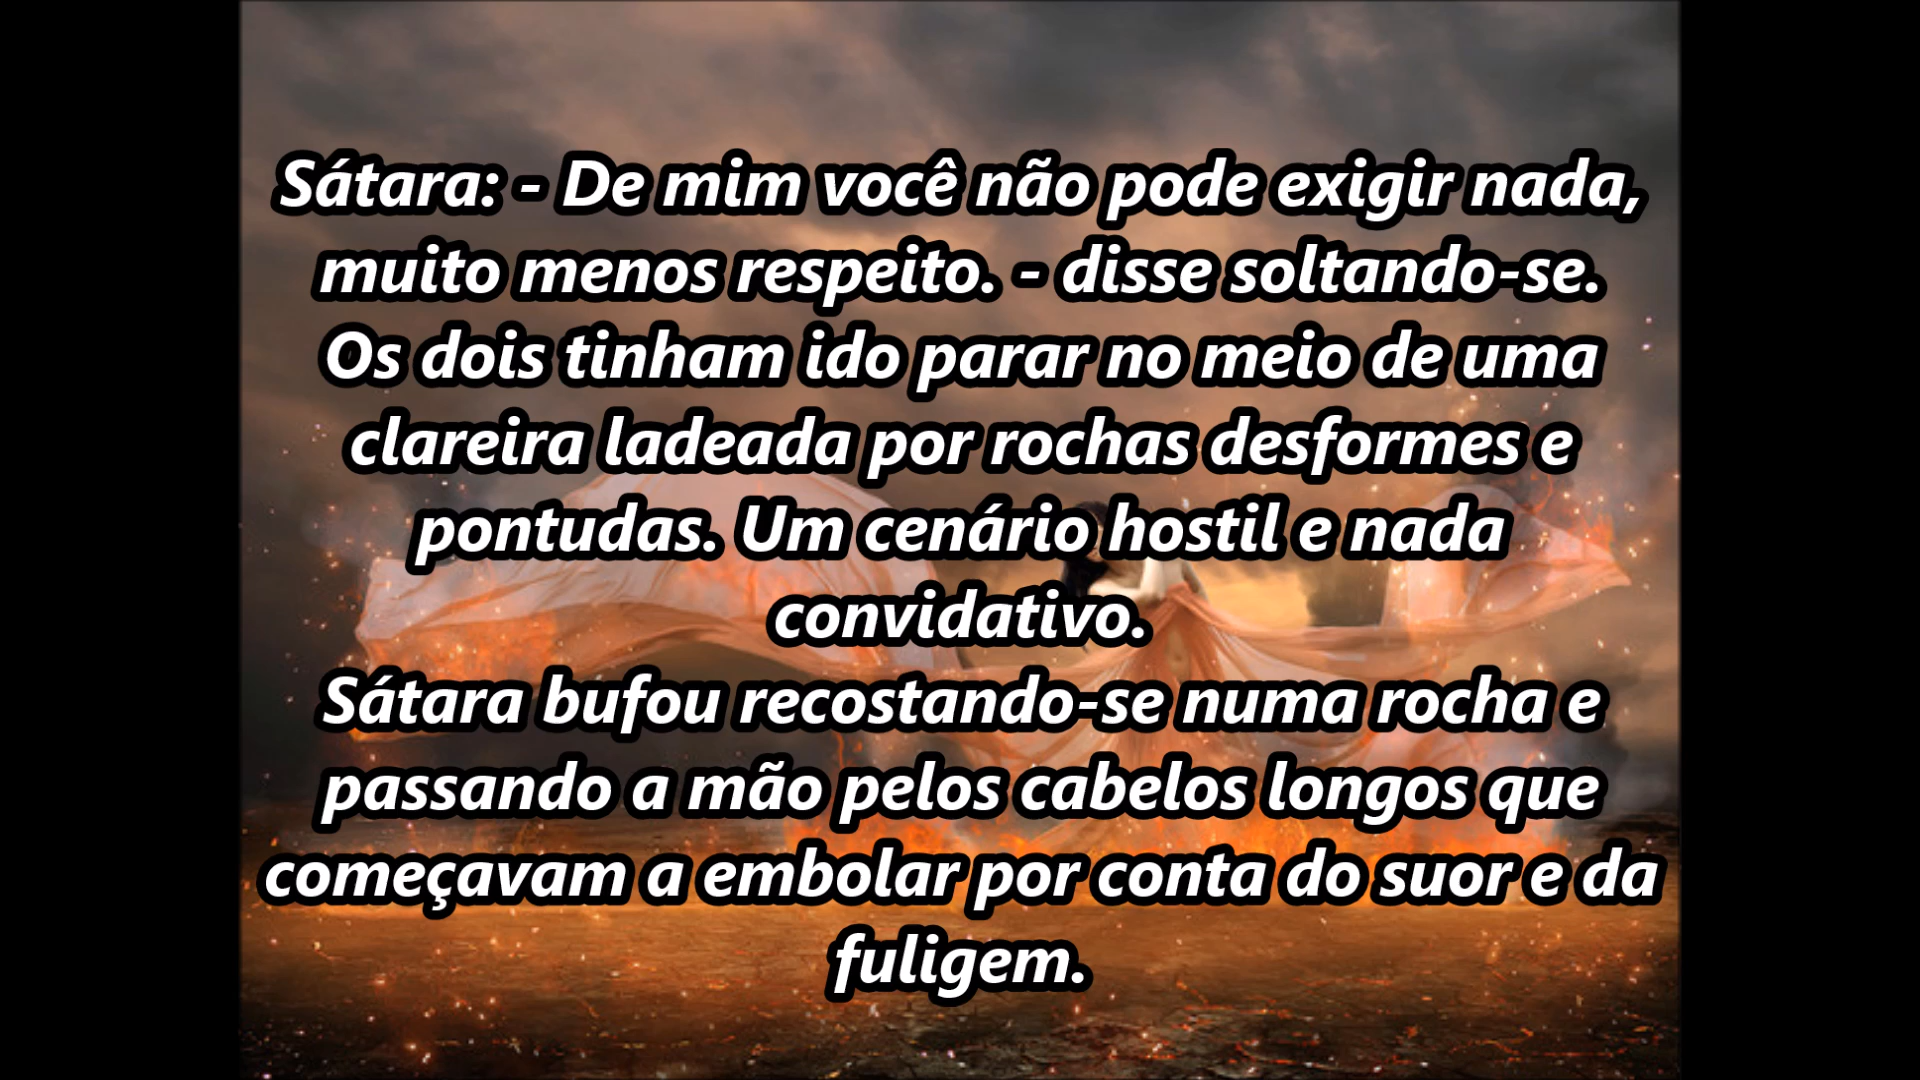 Sátara: - De mim você não pode exigir nada,
muito menos respeito. - disse soltando-se.
Os dois tinham ido parar no meio de uma
clareira ladeada por rochas desformes e
pontudas. Um cenário hostil e nada
convidativo.
Sátara bufou recostando-se numa rocha e
passando a mão pelos cabelos longos que
começavam a embolar por conta do suor e da
fuligem.